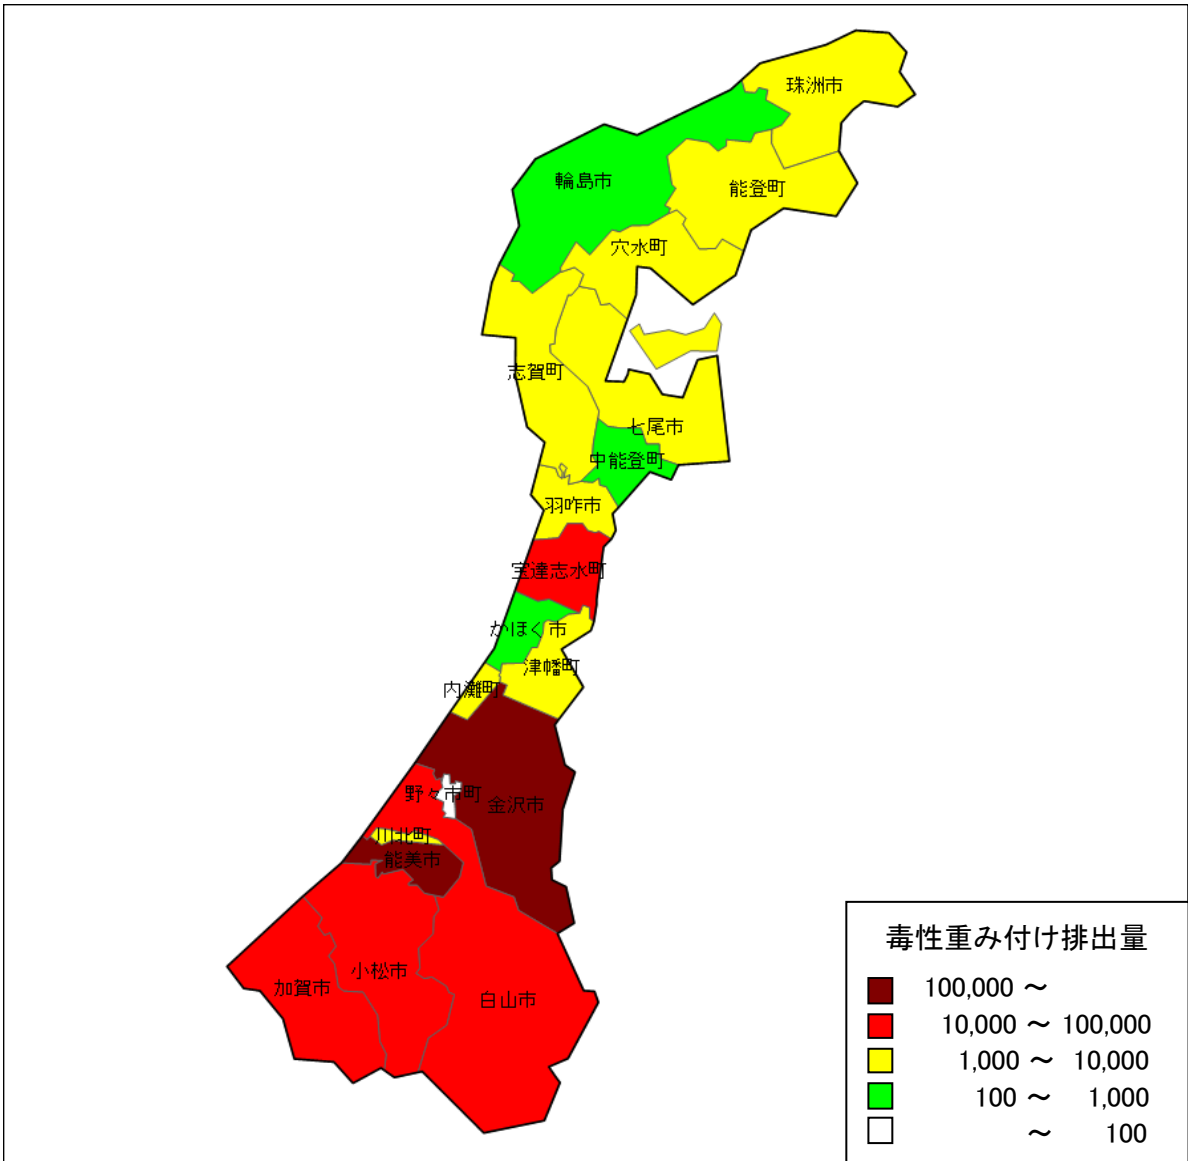 珠洲市
輪島市
能登町
穴水町
志賀町
七尾市
中能登町
羽咋市
宝達志水町
かほく市
津幡町
内灘町
野々市町
金沢市
川北町
能美市
小松市
加賀市
白山市
毒性重み付け排出量
100,000 ～
10,000 ～ 100,000
1,000 ～ 10,000
100 ～ 1,000
～ 100